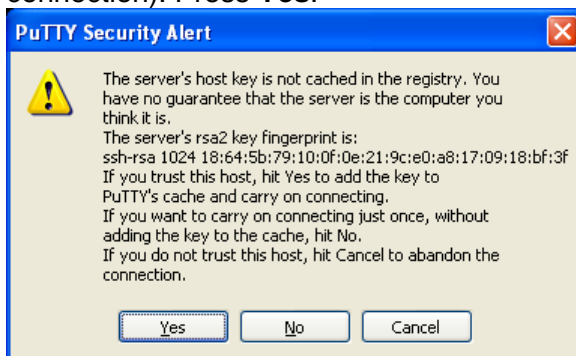 connection). Press Yes.
PuTTY Security Alert
The server's host key is not cached in the registry. You
have no guarantee that the server is the computer you
think it is.
The server's rsa2 key fingerprint is:
ssh-rsa 1024 18:64:5b:79:10:0f:0e:21:9c:e0:a8:17:09:18:bf:3f
If you trust this host, hit Yes to add the key to
PuTTY's cache and carry on connecting.
If you want to carry on connecting just once, without
adding the key to the cache, hit No.
If you do not trust this host, hit Cancel to abandon the
connection.
Yes No Cancel